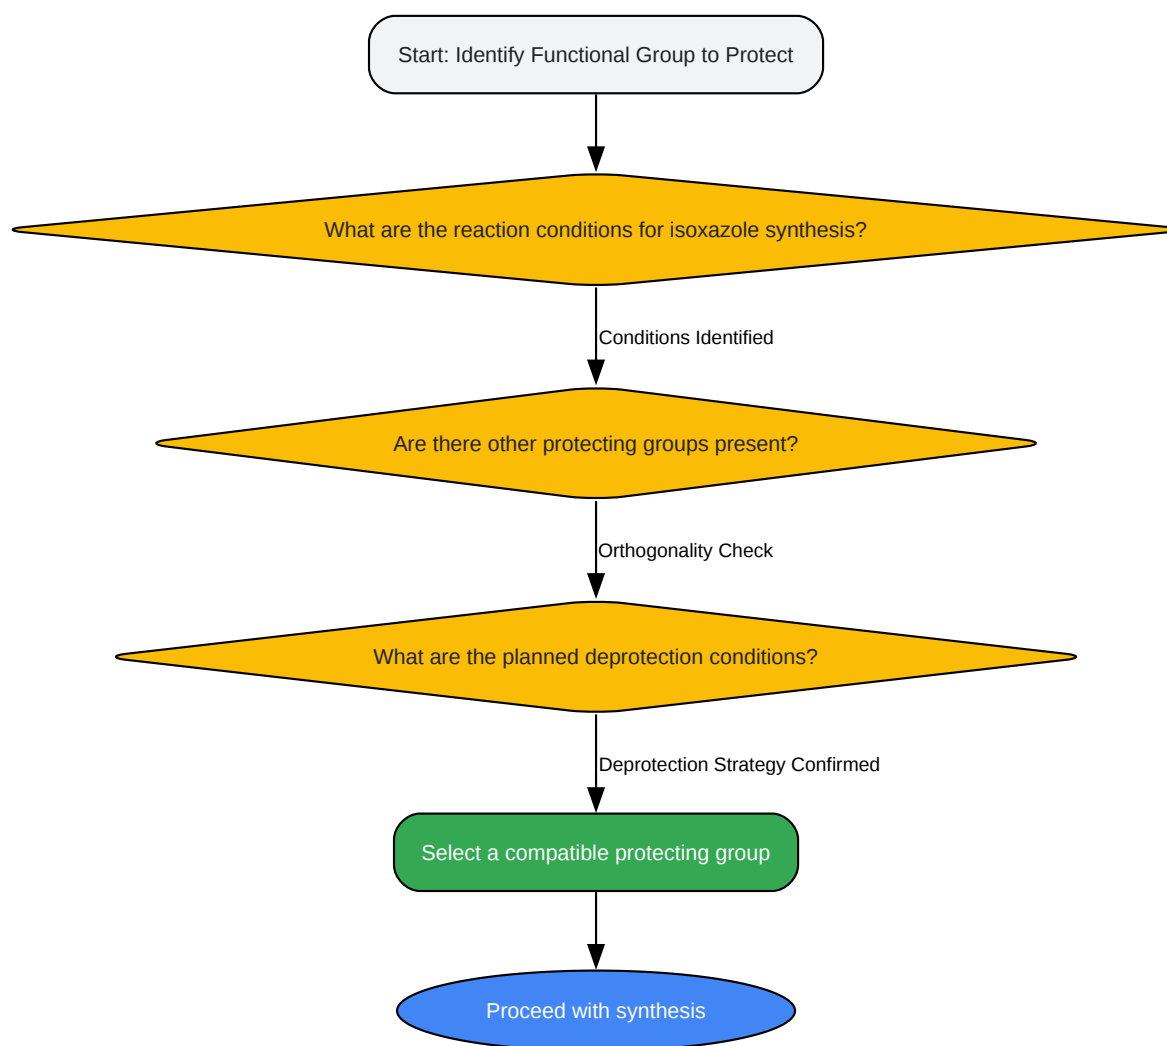 Start: Identify Functional Group to Protect
What are the reaction conditions for isoxazole synthesis?
Conditions Identified
Are there other protecting groups present?
Orthogonality Check
What are the planned deprotection conditions?
Deprotection Strategy Confirmed
Select a compatible protecting group
Proceed with synthesis